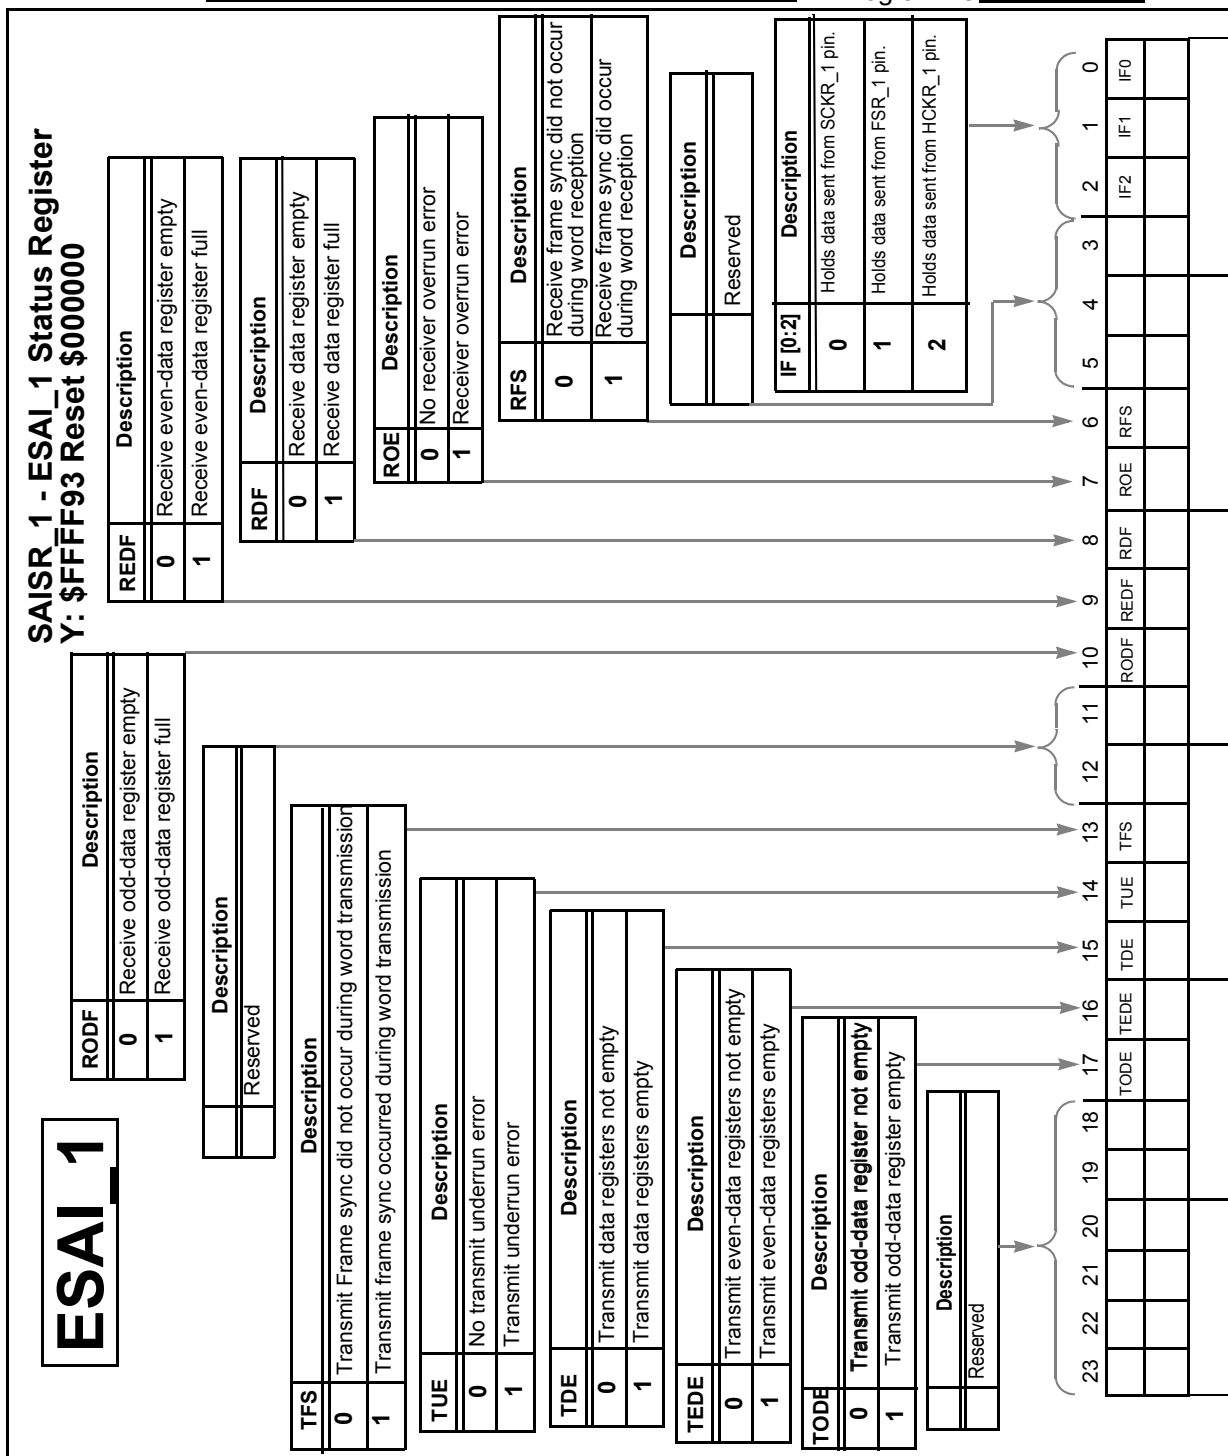 ESAI_1
SAISR_1 - ESAI_1 Status Register
Y: $FFFF93 Reset $000000
RODF Description
0 Receive odd-data register empty
1 Receive odd-data register full
REDF Description
0 Receive even-data register empty
1 Receive even-data register full
Description
Reserved
RDF Description
0 Receive data register empty
1 Receive data register full
TFS Description
0 Transmit Frame sync did not occur during word transmission
1 Transmit frame sync occurred during word transmission
ROE Description
0 No receiver overrun error
1 Receiver overrun error
TUE Description
0 No transmit underrun error
1 Transmit underrun error
RFS Description
0 Receive frame sync did not occur
during word reception
1 Receive frame sync did occur
during word reception
TDE Description
0 Transmit data registers not empty
1 Transmit data registers empty
Description
Reserved
TEDE Description
0 Transmit even-data registers not empty
1 Transmit even-data registers empty
IF [0:2] Description
0 Holds data sent from SCKR_1 pin.
1 Holds data sent from FSR_1 pin.
2 Holds data sent from HCKR_1 pin.
TODE Description
0 Transmit odd-data register not empty
1 Transmit odd-data register empty
Description
Reserved
23 22 21 20 19 18 17 16 15 14 13 12 11 10 9 8 7 6 5 4 3 2 1 0
TODE TEDE TDE TUE TFS RODF REDF RDF ROE RFS IF2 IF1 IF0